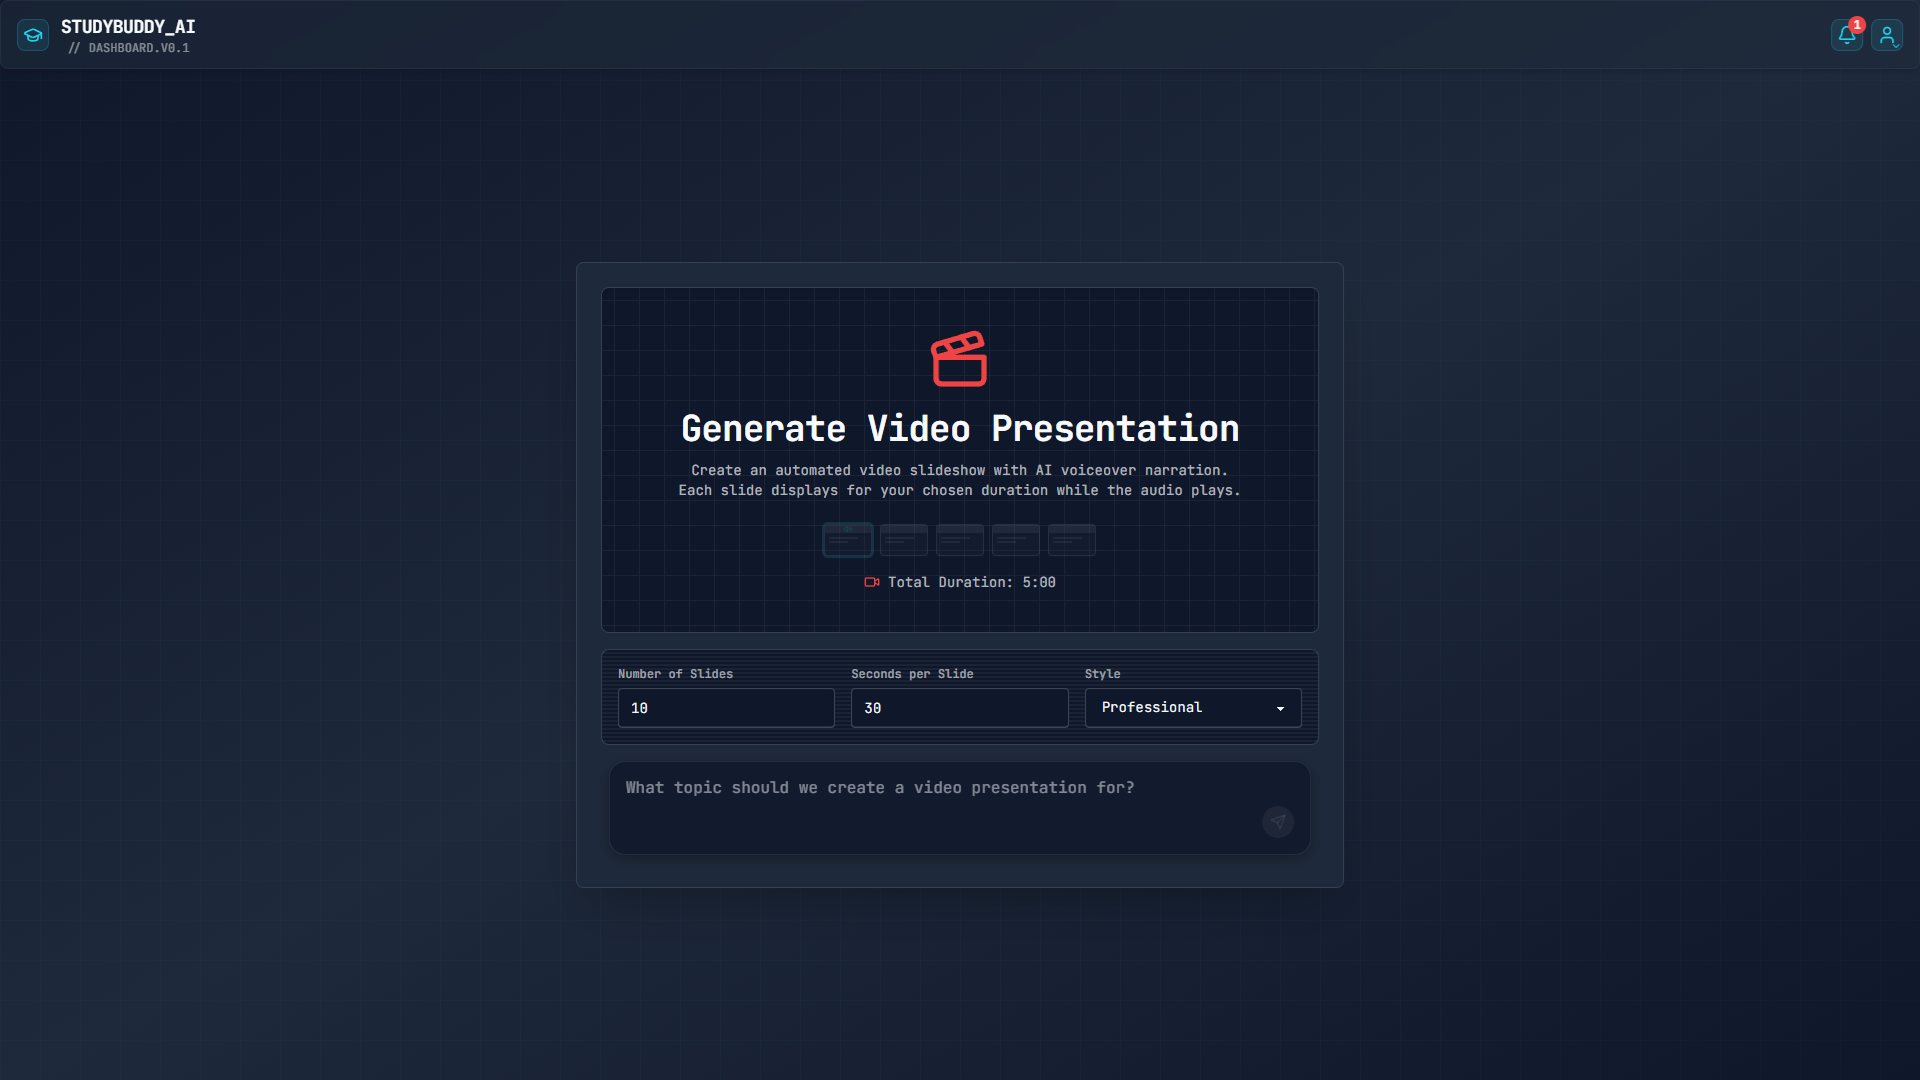 STUDYBUDDY_AI
// DASHBOARD.V0.1
1
Generate Video Presentation
Create an automated video slideshow with AI voiceover narration.
Each slide displays for your chosen duration while the audio plays.
Total Duration: 5:00
Number of Slides
Seconds per Slide
Style
10
30
Professional
What topic should we create a video presentation for?